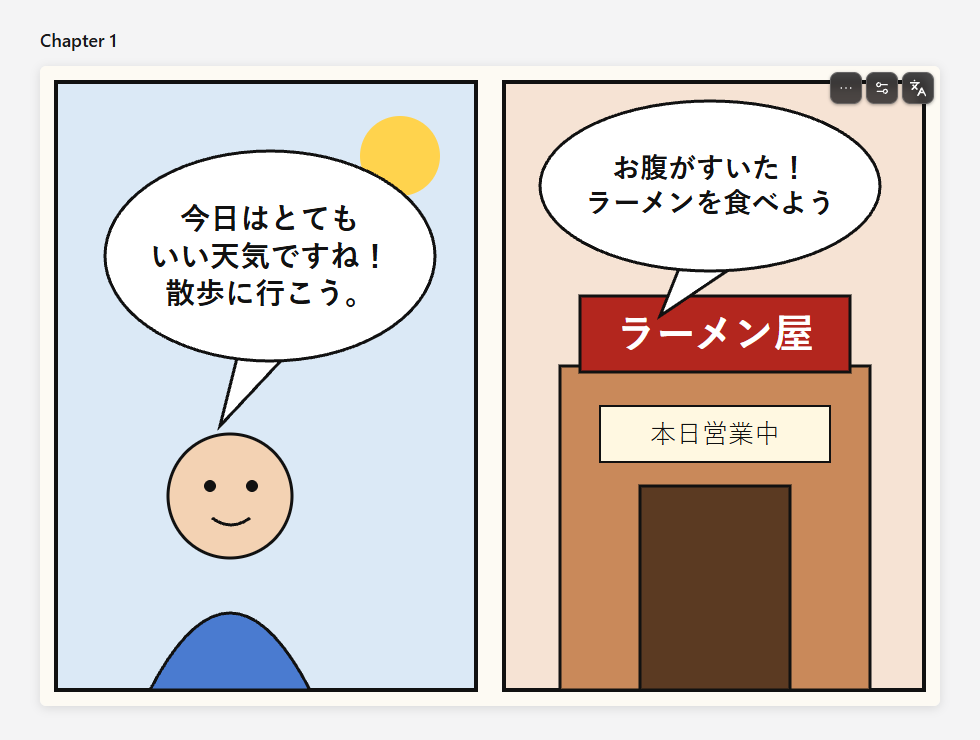 Chapter 1
今日はとても
いい天気ですね！
散歩に行こう。
お腹がすいた！
ラーメンを食べよう
ラーメン屋
本日営業中